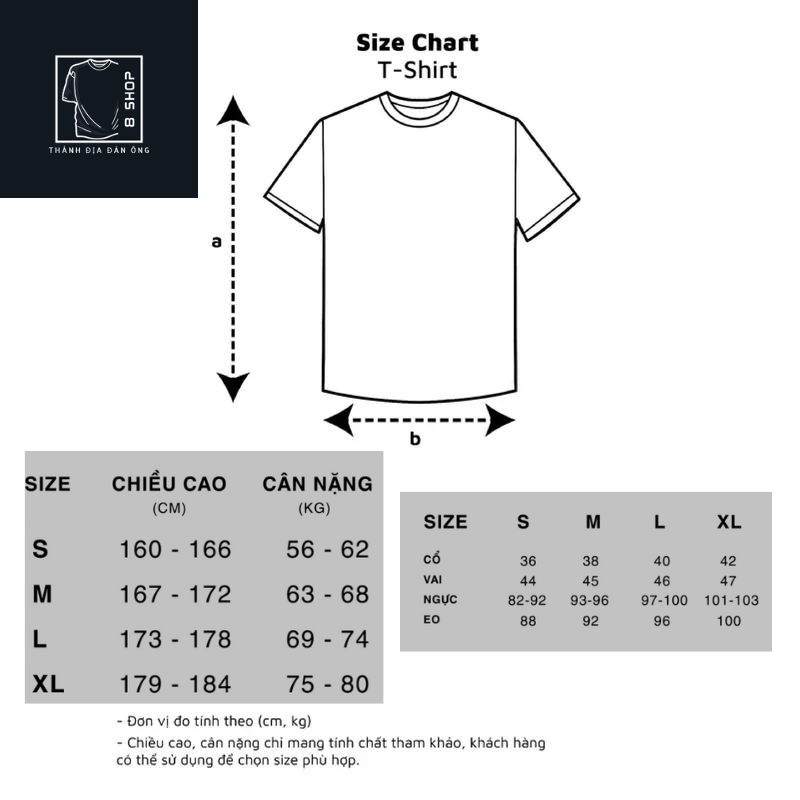 Size Chart
T-Shirt
8 SHOP
THÁNH ĐỊA ĐÀN ÔNG
a
b
SIZE CHIỀU CAO CÂN NẶNG
(CM) (KG)
S 160 - 166 56 - 62
M 167 - 172 63 - 68
L 173 - 178 69 - 74
XL 179 - 184 75 - 80
SIZE S M L XL
CỔ 36 38 40 42
VAI 44 45 46 47
NGỰC 82-92 93-96 97-100 101-103
EO 88 92 96 100
- Đơn vị đo tính theo (cm, kg)
- Chiều cao, cân nặng chỉ mang tính chất tham khảo, khách hàng
có thể sử dụng để chọn size phù hợp.